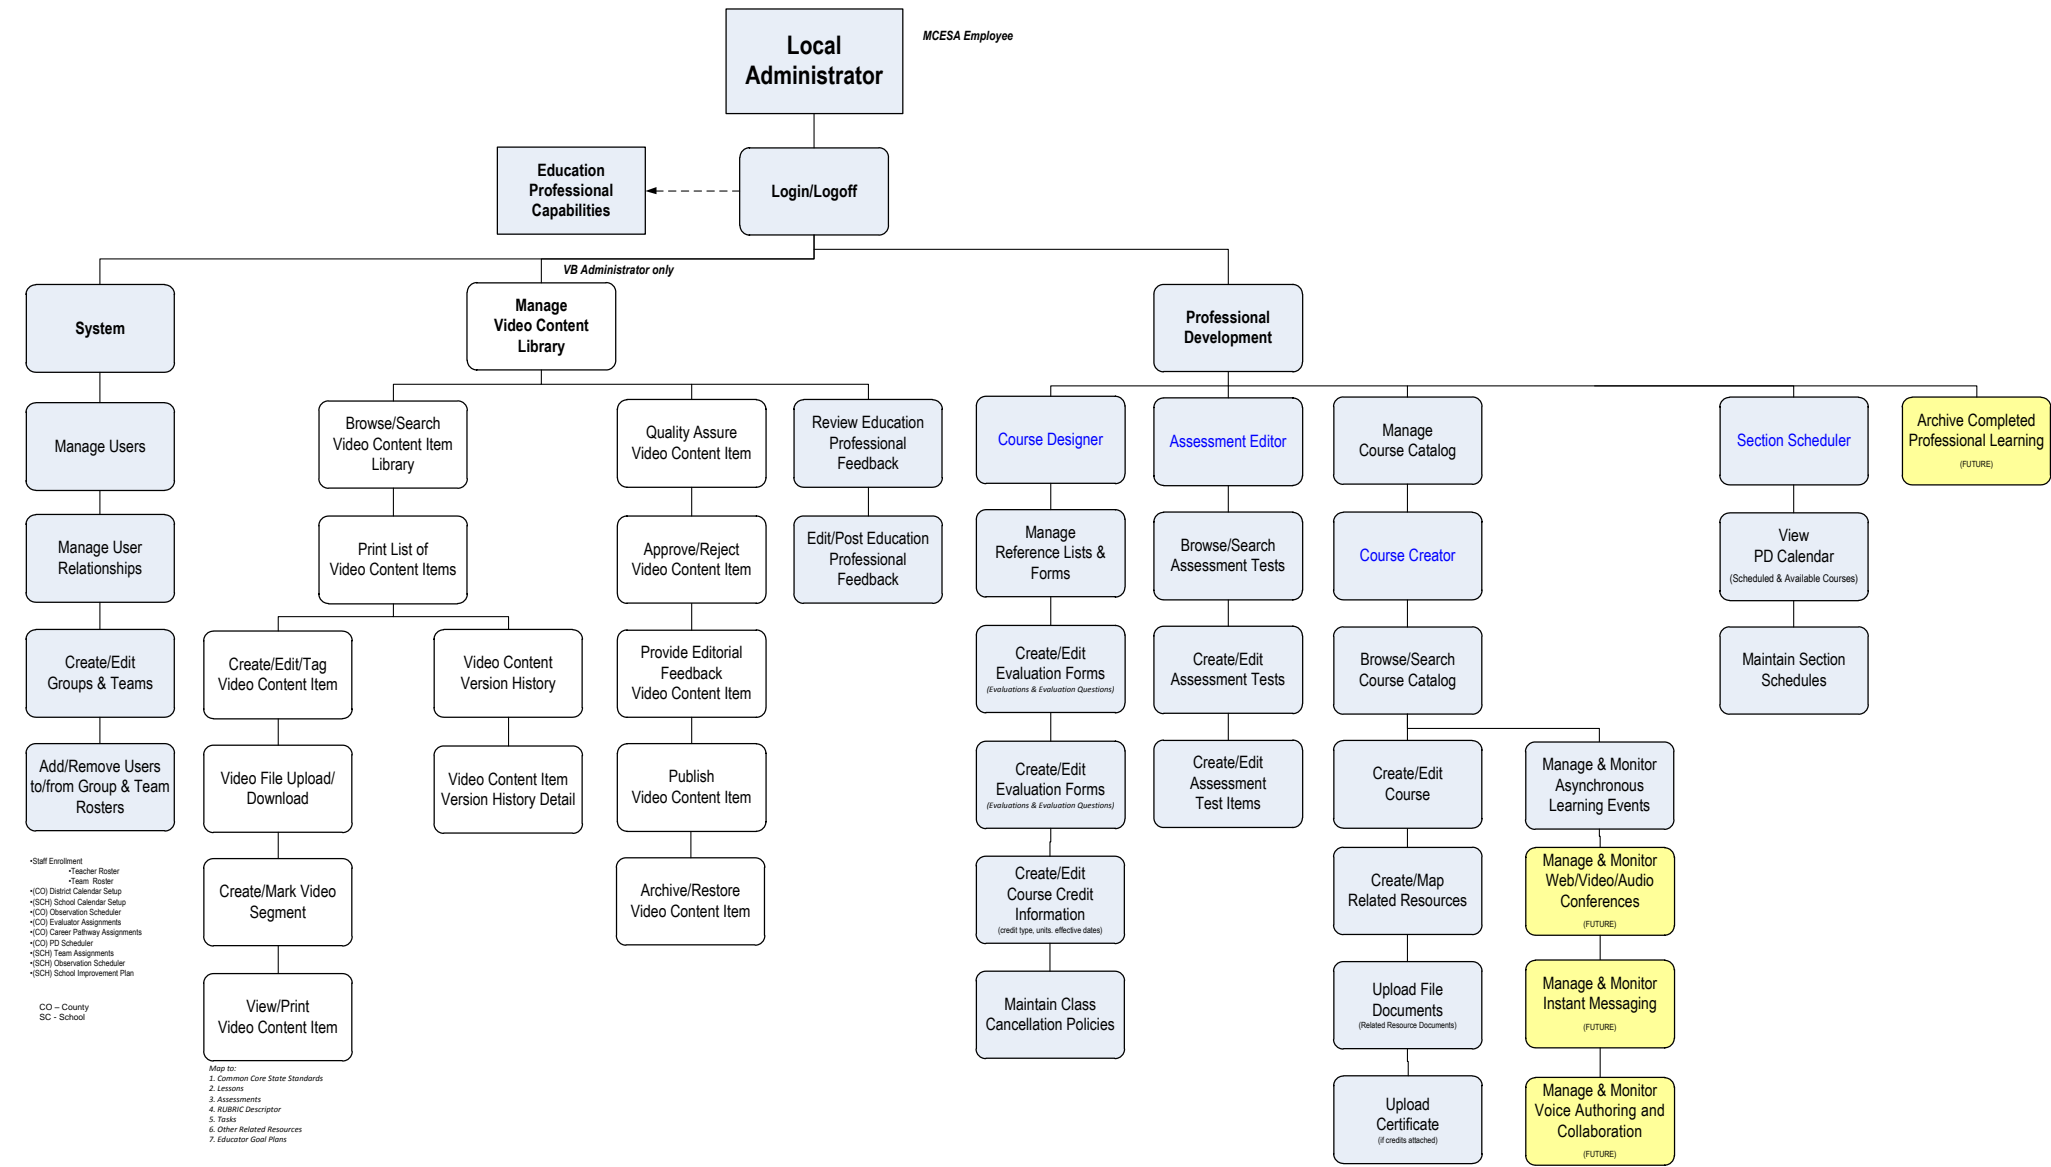 Local
Administrator
MCESA Employee
Education
Professional
Capabilities
Login/Logoff
VB Administrator only
System
Manage
Video Content
Library
Professional
Development
Manage Users
Manage User
Relationships
Create/Edit
Groups & Teams
Add/Remove Users
to/from Group & Team
Rosters
•Staff Enrollment
•Teacher Roster
•Team Roster
•(CO) District Calendar Setup
•(SCH) School Calendar Setup
•(CO) Observation Scheduler
•(CO) Evaluator Assignments
•(CO) Career Pathway Assignments
•(CO) PD Scheduler
•(SCH) Team Assignments
•(SCH) Observation Scheduler
•(SCH) School Improvement Plan
CO – County
SC - School
Browse/Search
Video Content Item
Library
Print List of
Video Content Items
Create/Edit/Tag
Video Content Item
Video File Upload/
Download
Create/Mark Video
Segment
View/Print
Video Content Item
Map to:
1. Common Core State Standards
2. Lessons
3. Assessments
4. RUBRIC Descriptor
5. Tasks
6. Other Related Resources
7. Educator Goal Plans
Video Content
Version History
Video Content Item
Version History Detail
Quality Assure
Video Content Item
Approve/Reject
Video Content Item
Provide Editorial
Feedback
Video Content Item
Publish
Video Content Item
Archive/Restore
Video Content Item
Review Education
Professional
Feedback
Edit/Post Education
Professional
Feedback
Course Designer
Manage
Reference Lists &
Forms
Create/Edit
Evaluation Forms
(Evaluations & Evaluation Questions)
Create/Edit
Evaluation Forms
(Evaluations & Evaluation Questions)
Create/Edit
Course Credit
Information
(credit type, units. effective dates)
Maintain Class
Cancellation Policies
Assessment Editor
Browse/Search
Assessment Tests
Create/Edit
Assessment Tests
Create/Edit
Assessment
Test Items
Manage
Course Catalog
Course Creator
Browse/Search
Course Catalog
Create/Edit
Course
Create/Map
Related Resources
Upload File
Documents
(Related Resource Documents)
Upload
Certificate
(if credits attached)
Manage & Monitor
Asynchronous
Learning Events
Manage & Monitor
Web/Video/Audio
Conferences
(FUTURE)
Manage & Monitor
Instant Messaging
(FUTURE)
Manage & Monitor
Voice Authoring and
Collaboration
(FUTURE)
Section Scheduler
View
PD Calendar
(Scheduled & Available Courses)
Maintain Section
Schedules
Archive Completed
Professional Learning
(FUTURE)